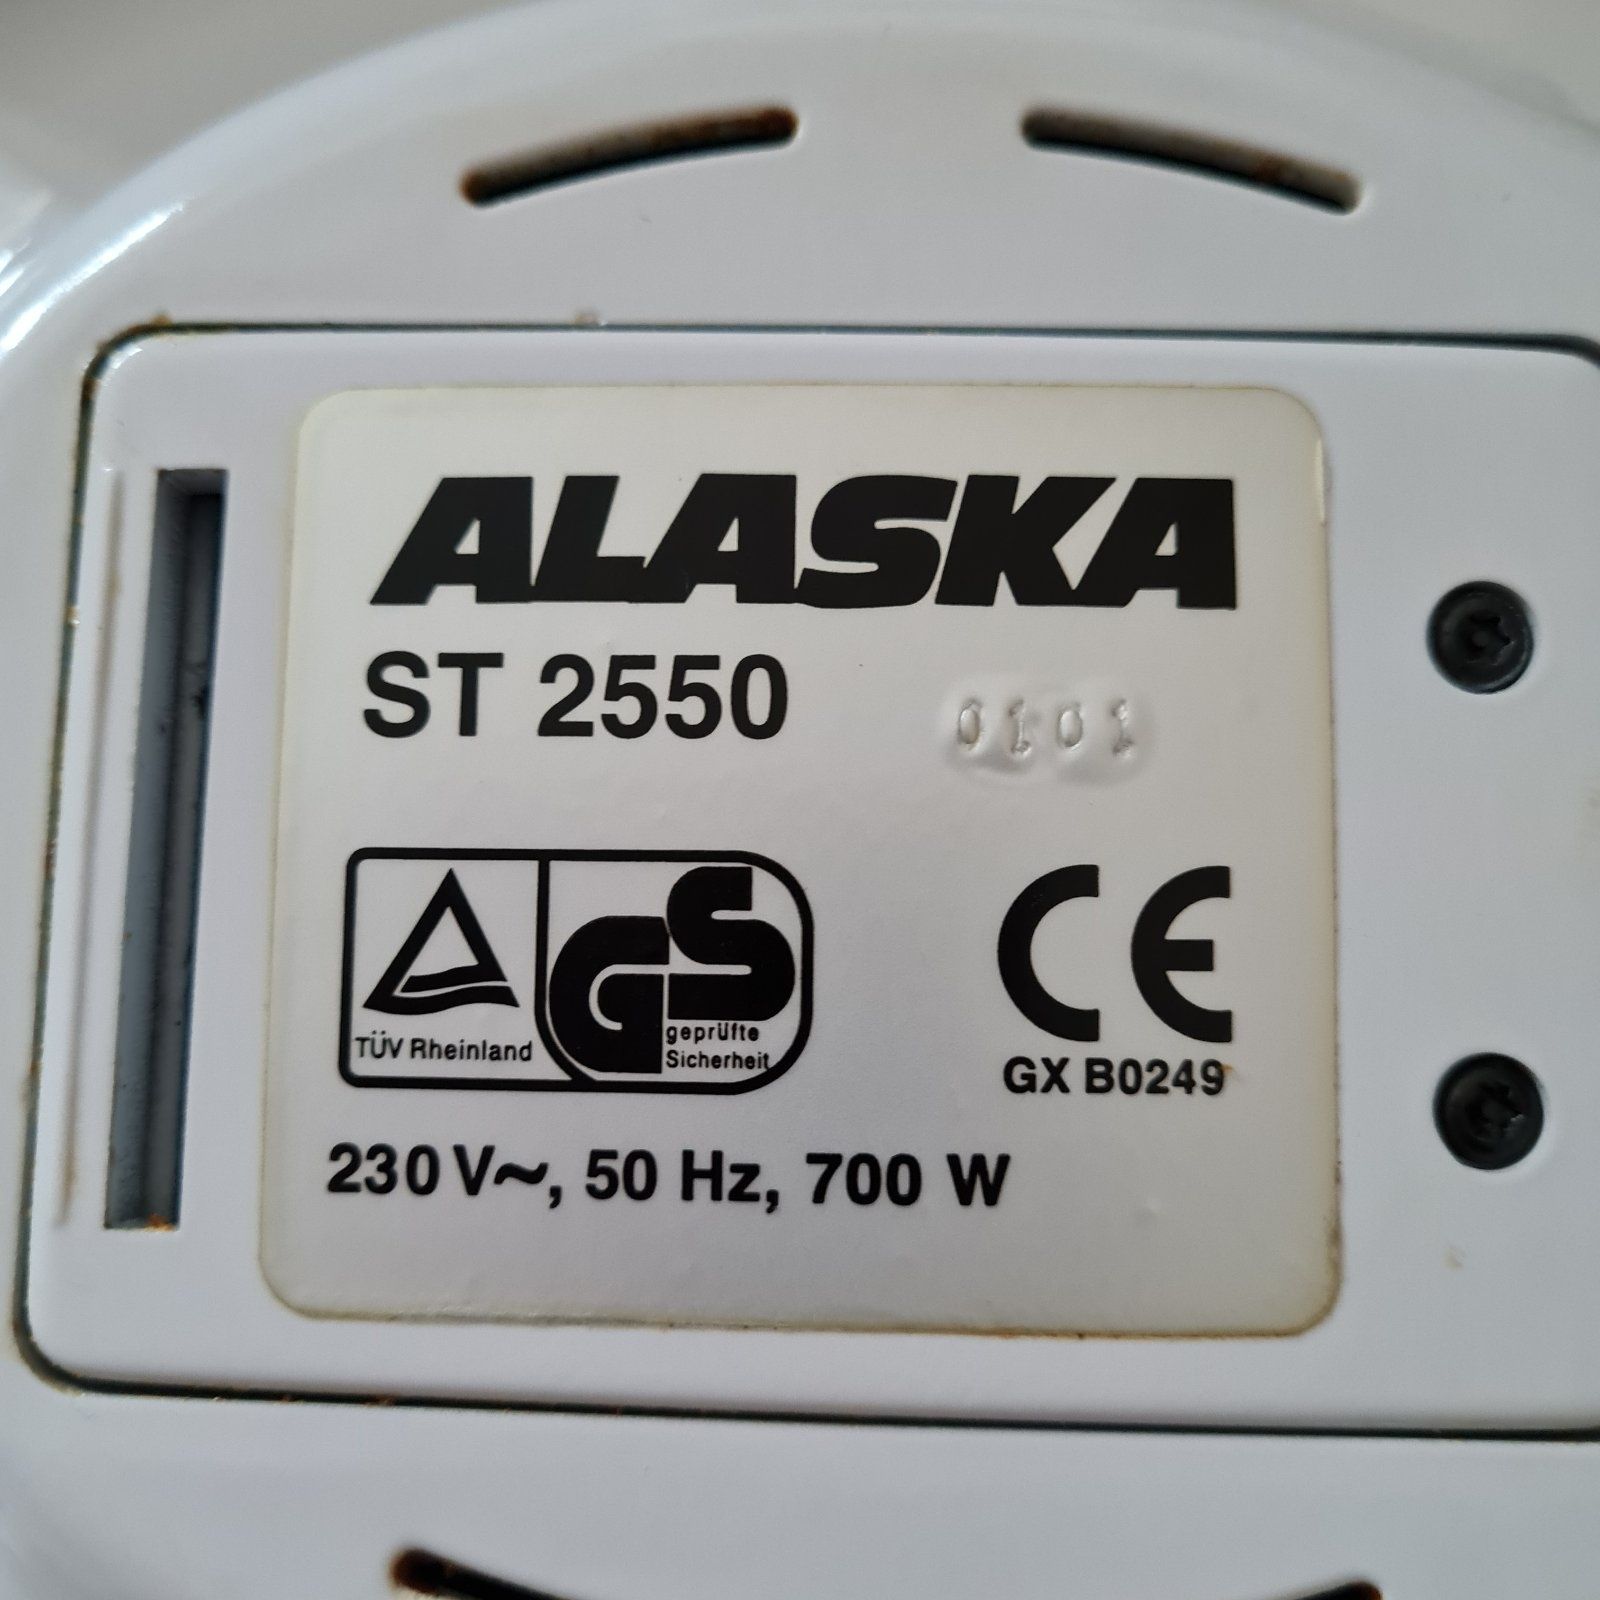 ALASKA
ST 2550
0101
TÜV Rheinland
GS
geprüfte
Sicherheit
CE
GX B0249
230 V~, 50 Hz, 700 W